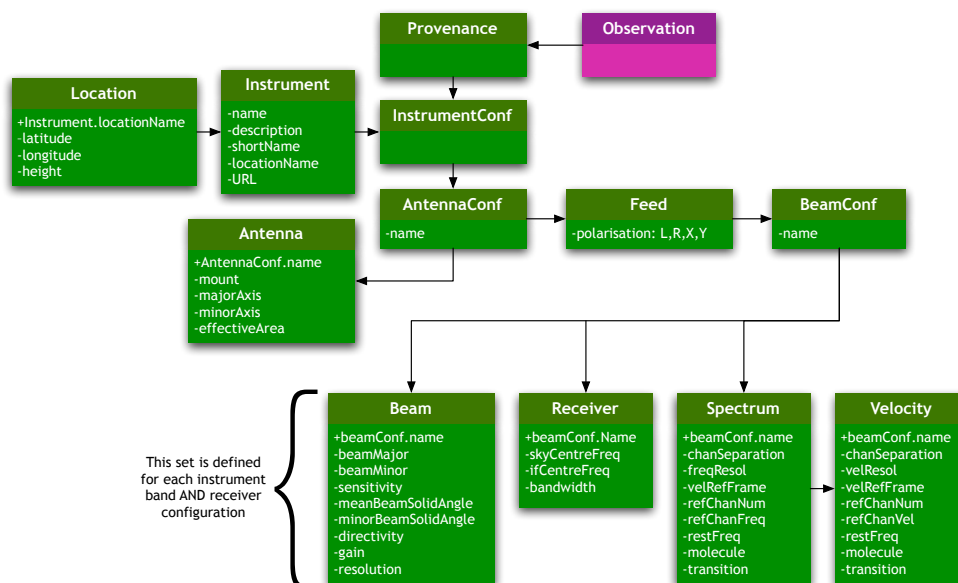 Provenance
Observation
Location
+Instrument.locationName
-latitude
-longitude
-height
Instrument
-name
-description
-shortName
-locationName
-URL
InstrumentConf
AntennaConf
-name
Feed
-polarisation: L,R,X,Y
BeamConf
-name
Antenna
+AntennaConf.name
-mount
-majorAxis
-minorAxis
-effectiveArea
This set is defined
for each instrument
band AND receiver
configuration
Beam
+beamConf.name
-beamMajor
-beamMinor
-sensitivity
-meanBeamSolidAngle
-minorBeamSolidAngle
-directivity
-gain
-resolution
Receiver
+beamConf.Name
-skyCentreFreq
-ifCentreFreq
-bandwidth
Spectrum
+beamConf.name
-chanSeparation
-freqResol
-velRefFrame
-refChanNum
-refChanFreq
-restFreq
-molecule
-transition
Velocity
+beamConf.name
-chanSeparation
-velResol
-velRefFrame
-refChanNum
-refChanVel
-restFreq
-molecule
-transition